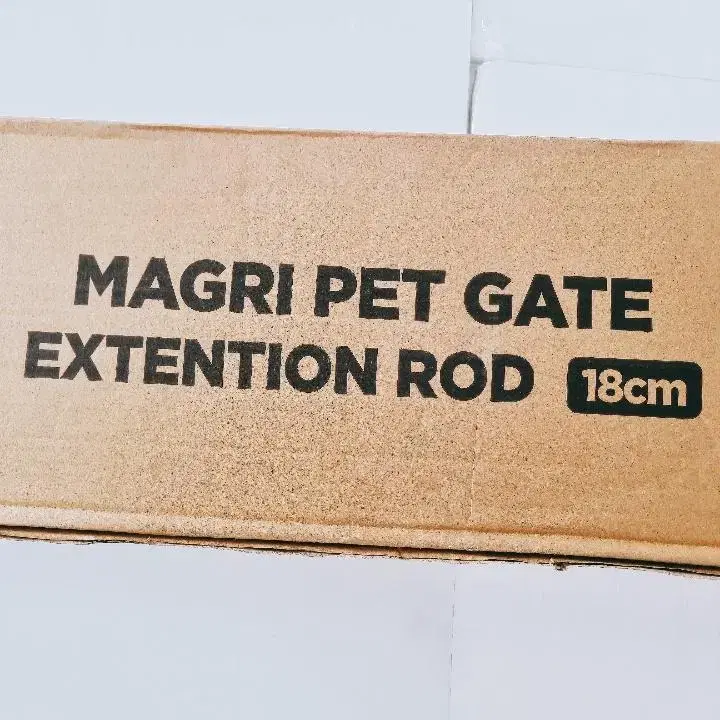 MAGRI PET GATE
EXTENTION ROD 18cm